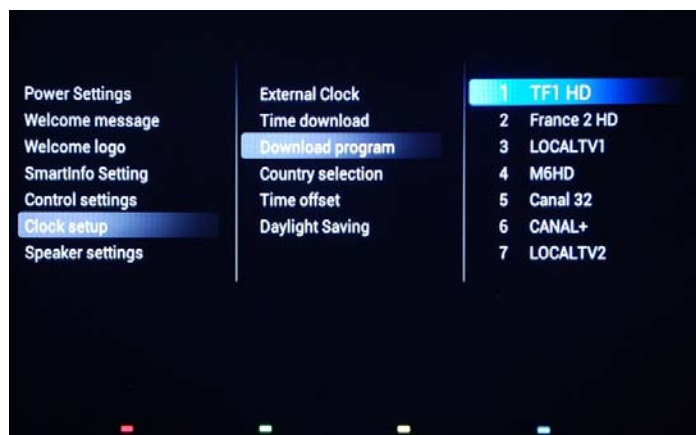 Power Settings
Welcome message
Welcome logo
SmartInfo Setting
Control settings
Clock setup
Speaker settings
External Clock
Time download
Download program
Country selection
Time offset
Daylight Saving
1 TF1 HD
2 France 2 HD
3 LOCALTV1
4 M6HD
5 Canal 32
6 CANAL+
7 LOCALTV2